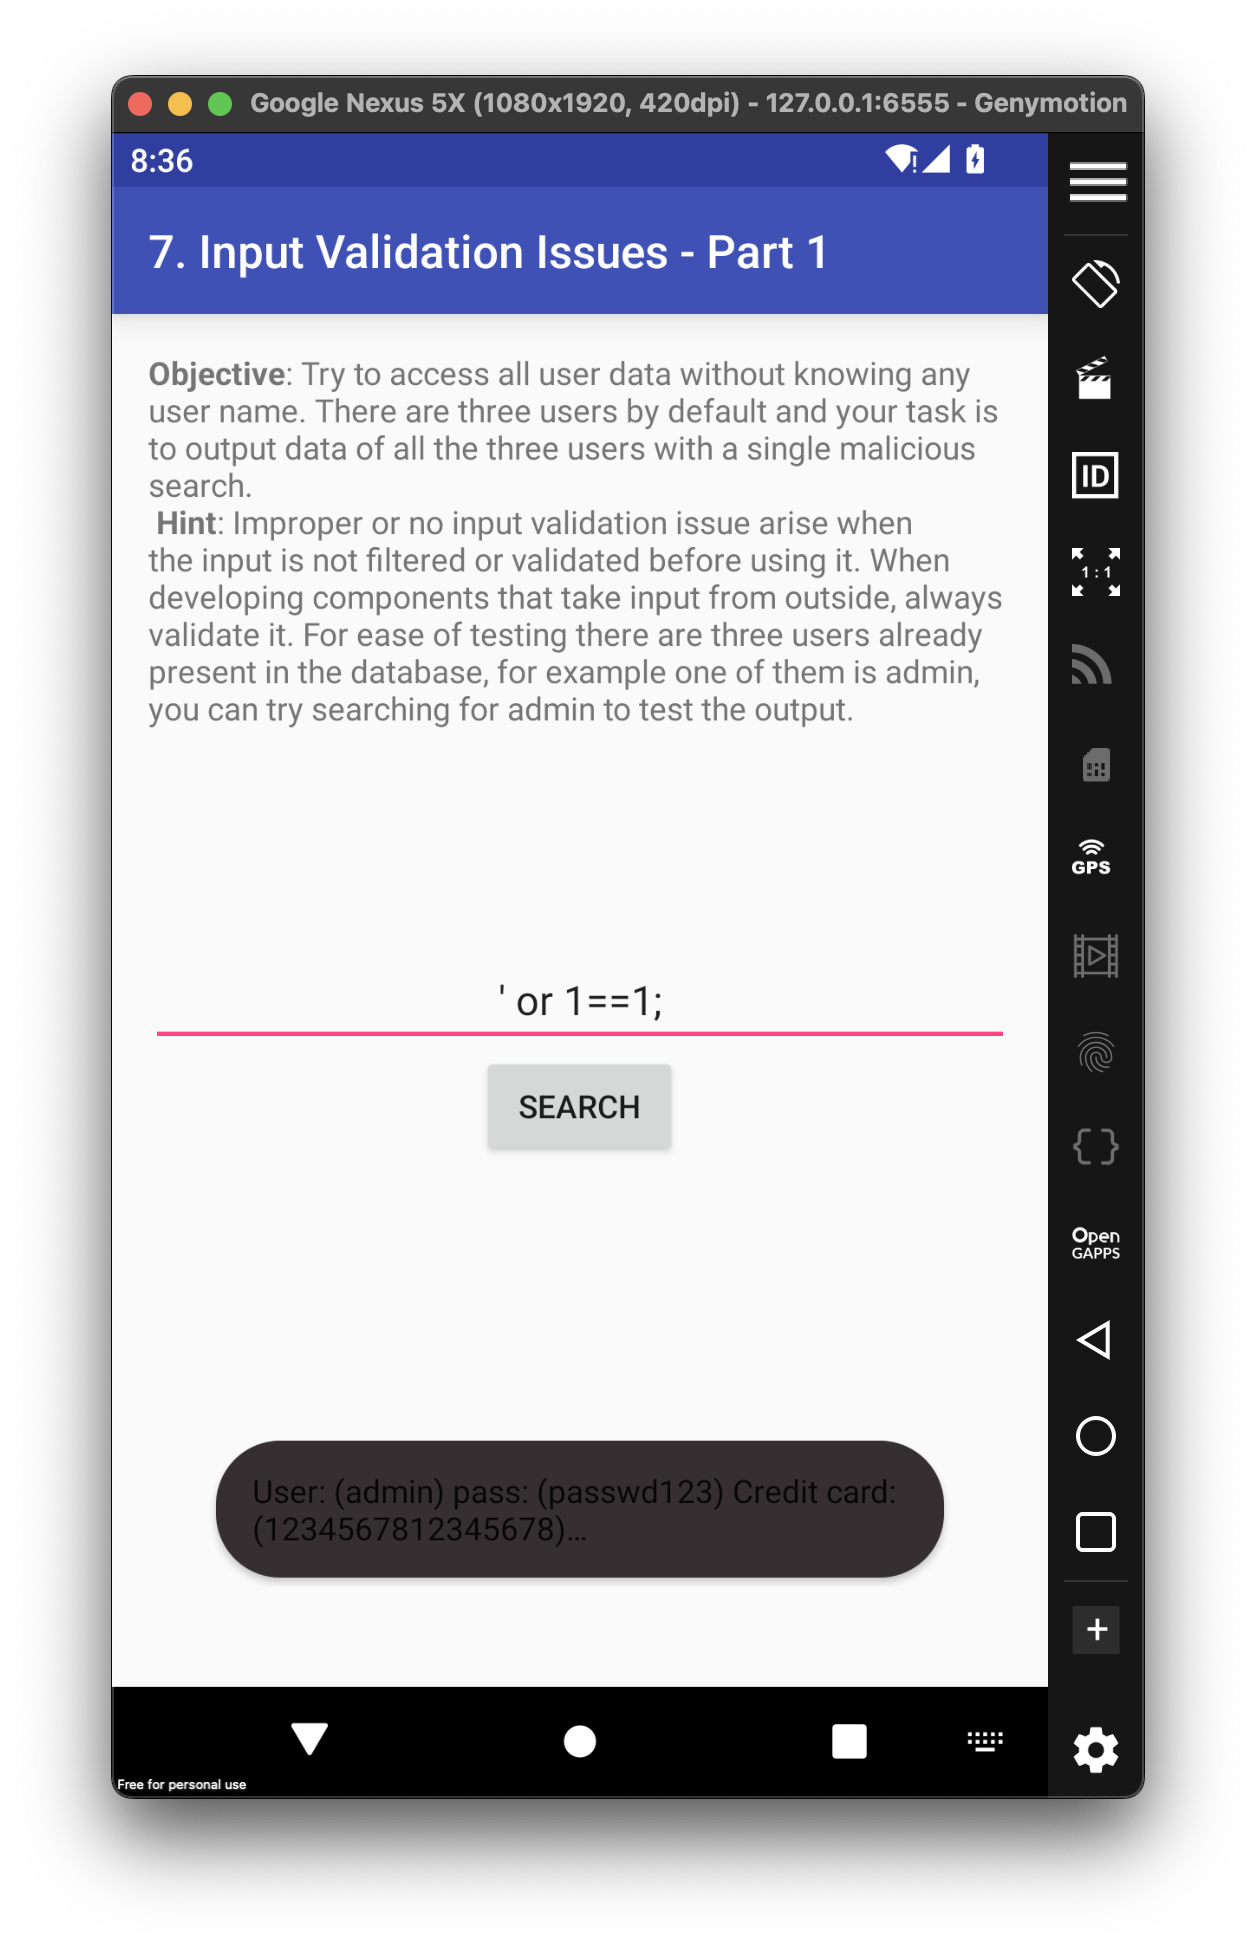 Google Nexus 5X (1080x1920, 420dpi) - 127.0.0.1:6555 - Genymotion
8:36
7. Input Validation Issues - Part 1
Objective: Try to access all user data without knowing any
user name. There are three users by default and your task is
to output data of all the three users with a single malicious
search.
Hint: Improper or no input validation issue arise when
the input is not filtered or validated before using it. When
developing components that take input from outside, always
validate it. For ease of testing there are three users already
present in the database, for example one of them is admin,
you can try searching for admin to test the output.
' or 1==1;
SEARCH
User: (admin) pass: (passwd123) Credit card:
(1234567812345678)...
Free for personal use
ID
1:1
GPS
Open
GAPPS